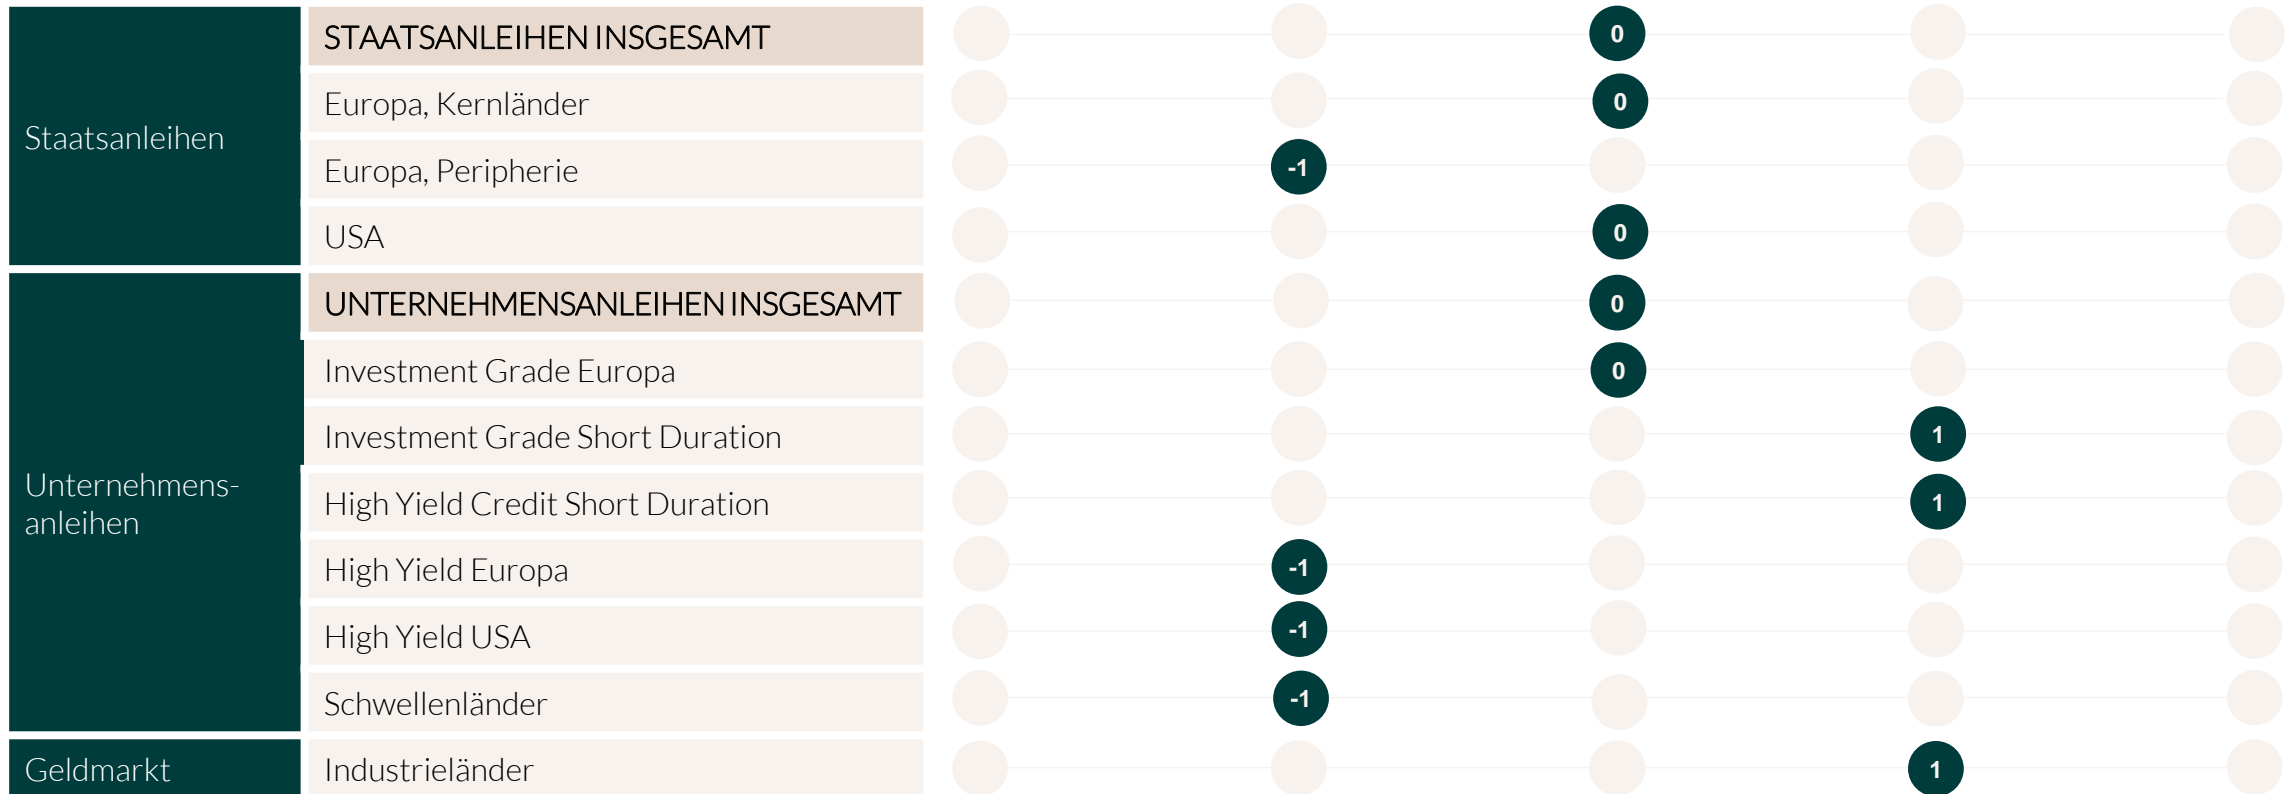 STAATSANLEIHEN INSGESAMT 0
Europa, Kernländer 0
Staatsanleihen
Europa, Peripherie -1
USA 0
UNTERNEHMENSANLEIHEN INSGESAMT 0
Investment Grade Europa 0
Investment Grade Short Duration 1
Unternehmens-
anleihen
High Yield Credit Short Duration 1
High Yield Europa -1
High Yield USA -1
Schwellenländer -1
Geldmarkt Industrieländer 1